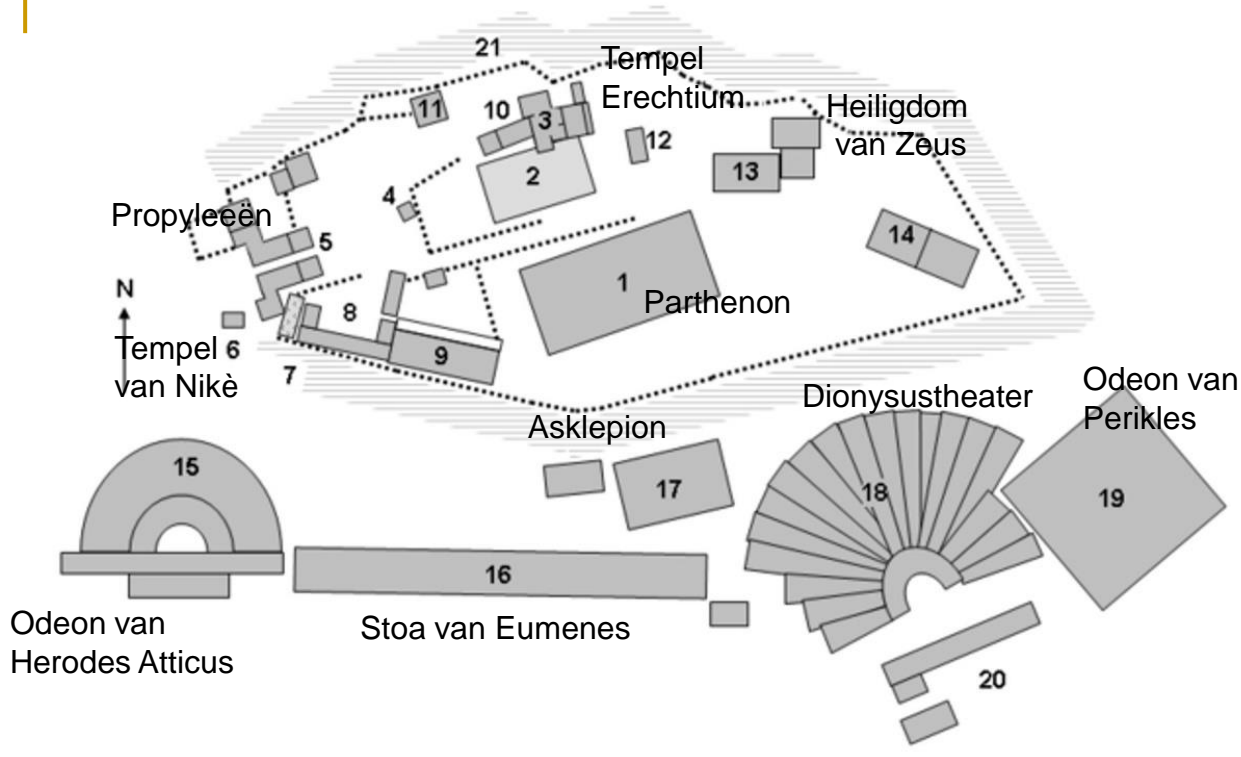 21
Tempel
Erechtium
11
10
3
12
Heiligdom
van Zeus
13
2
4
Propyleeën
5
14
N
8
1
Parthenon
Tempel 6
van Nikè
9
7
Dionysustheater
Odeon van
Perikles
Asklepion
15
17
18
19
16
Odeon van
Herodes Atticus
Stoa van Eumenes
20